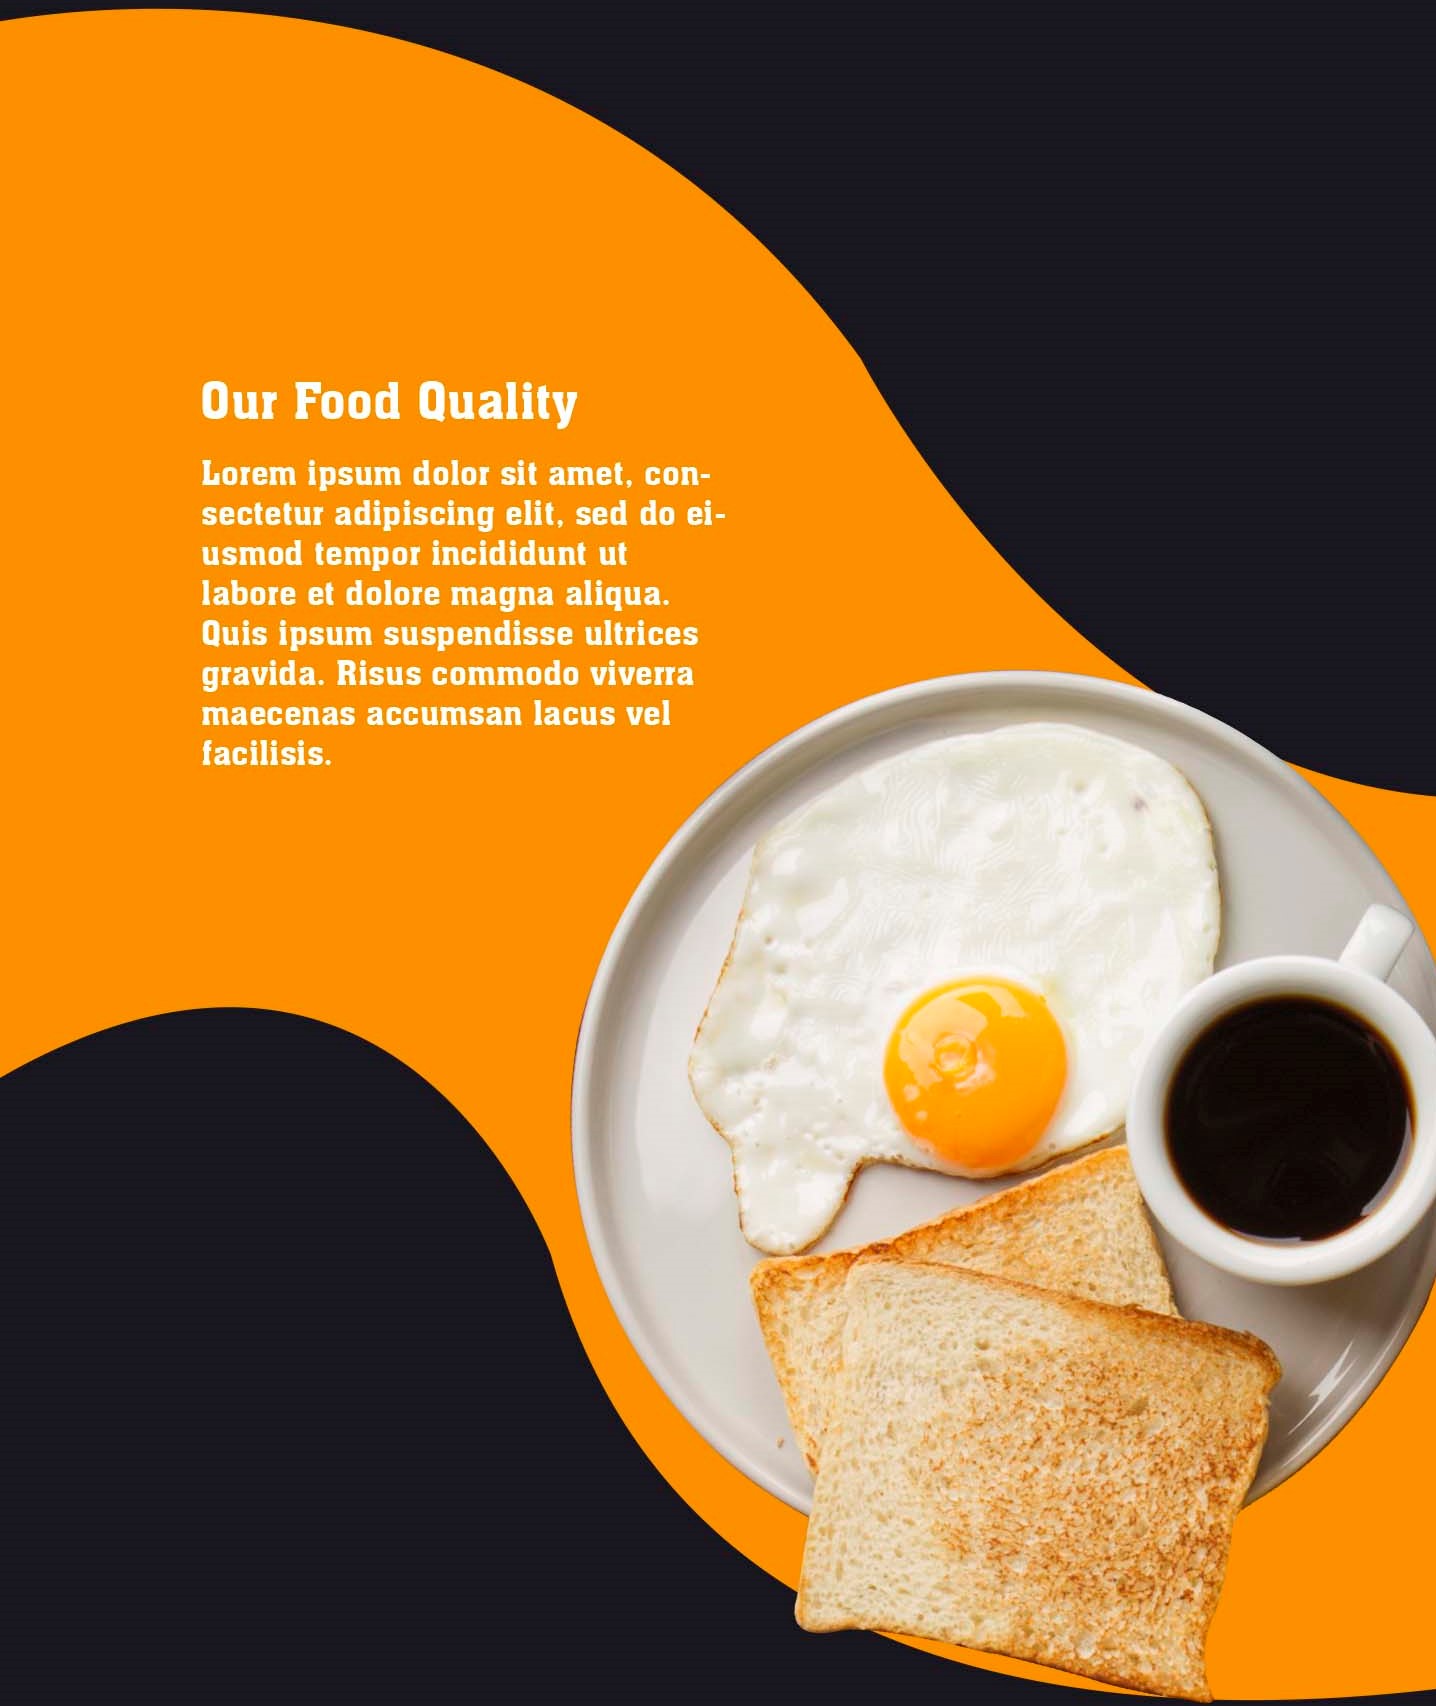 Our Food Quality
Lorem ipsum dolor sit amet, con-
sectetur adipiscing elit, sed do ei-
usmod tempor incididunt ut
labore et dolore magna aliqua.
Quis ipsum suspendisse ultrices
gravida. Risus commodo viverra
maecenas accumsan lacus vel
facilisis.